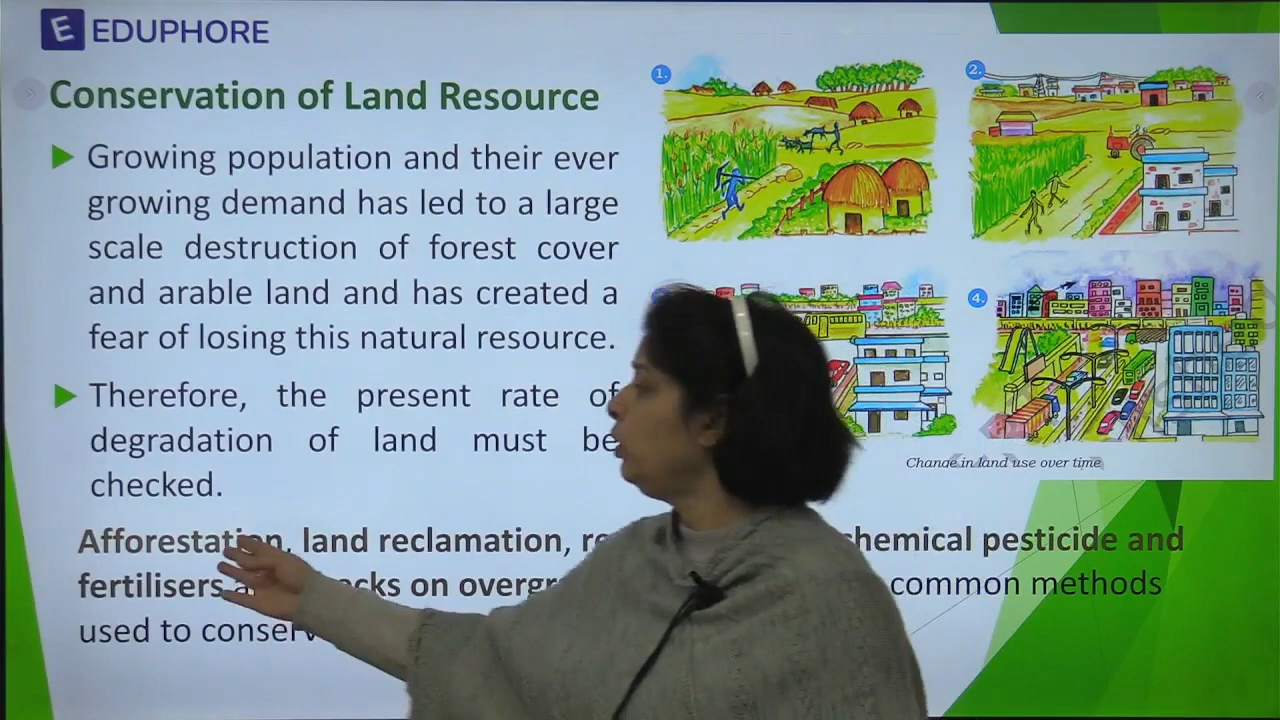 E EDUPHORE
Conservation of Land Resource
Growing population and their ever
growing demand has led to a large
scale destruction of forest cover
and arable land and has created a
fear of losing this natural resource.
Therefore, the present rate of
degradation of land must be
checked.
Afforestation, land reclamation, chemical pesticide and
fertilisers on common methods
used to
1.
2.
4.
Change in land use over time